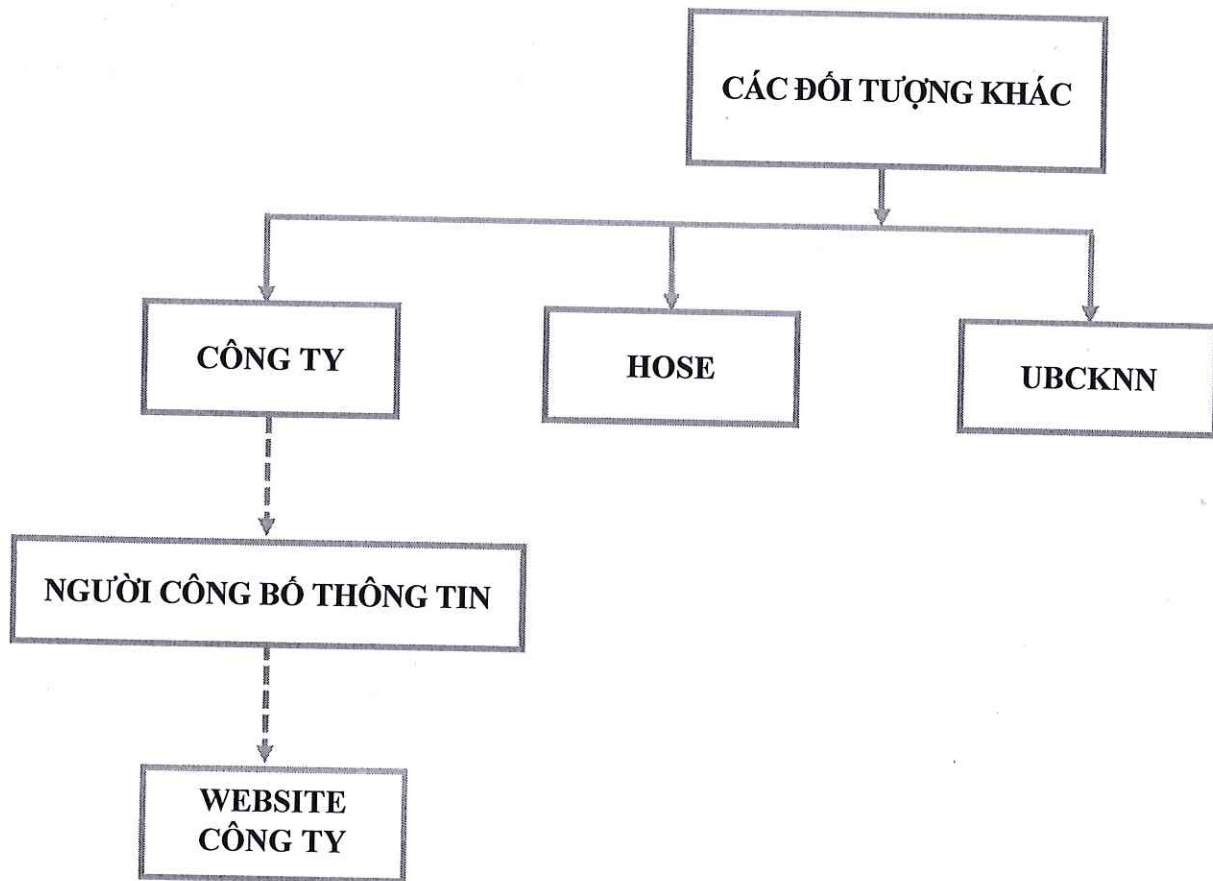 CÁC ĐỐI TƯỢNG KHÁC
CÔNG TY
HOSE
UBCKNN
NGƯỜI CÔNG BỐ THÔNG TIN
WEBSITE
CÔNG TY